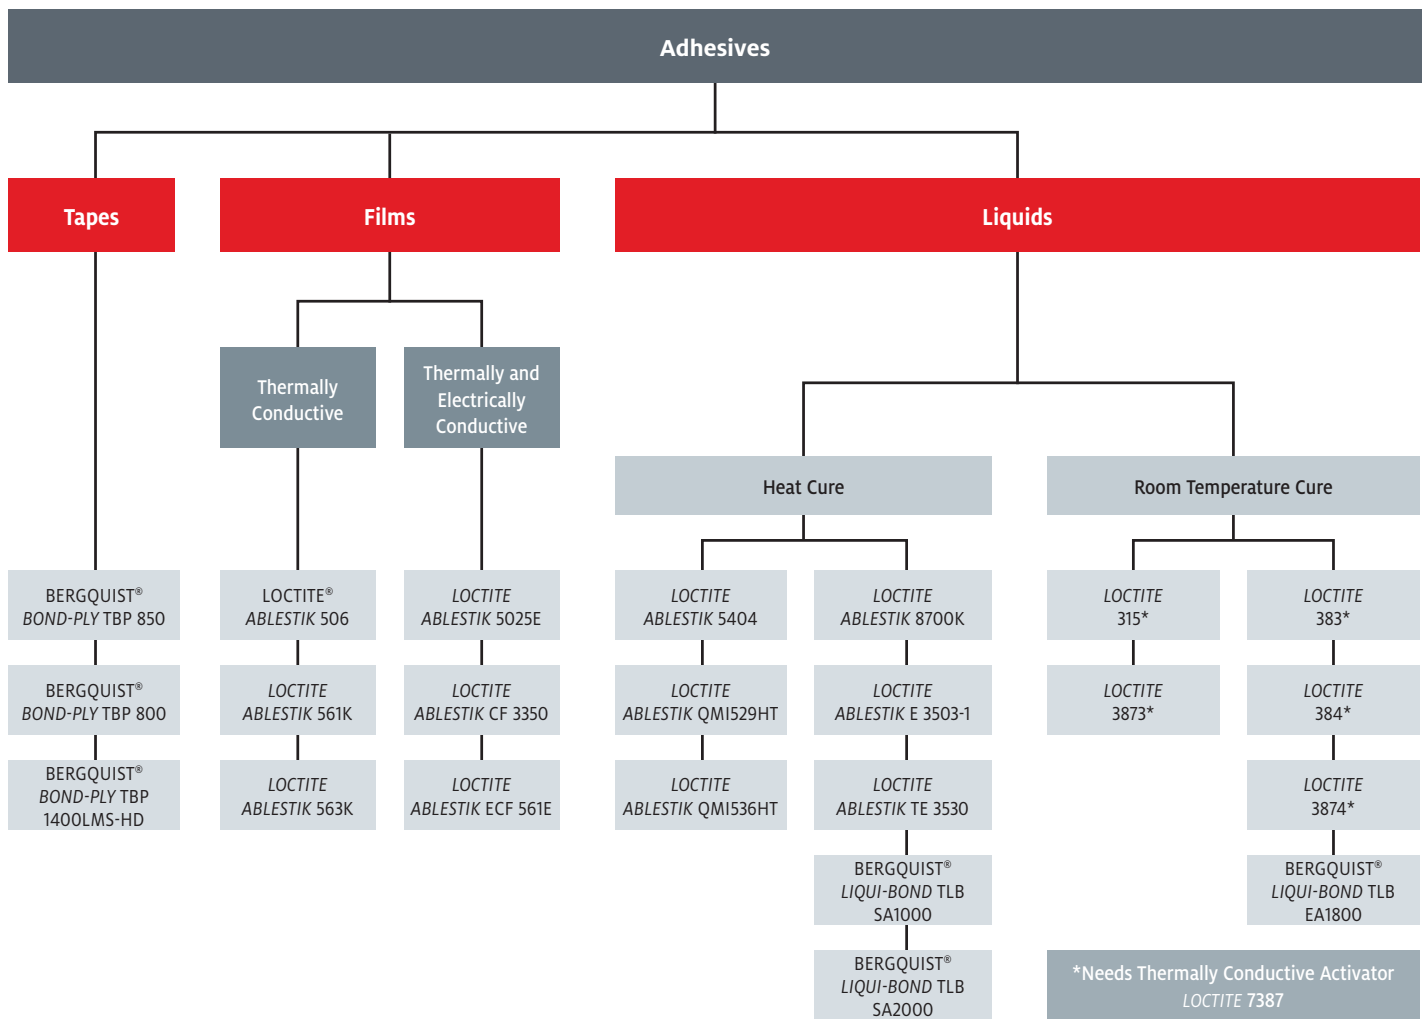 Adhesives
Tapes
Films
Liquids
Thermally
Conductive
Thermally and
Electrically
Conductive
Heat Cure
Room Temperature Cure
BERGQUIST®
BOND-PLY TBP 850
BERGQUIST®
BOND-PLY TBP 800
BERGQUIST®
BOND-PLY TBP
1400LMS-HD
LOCTITE®
ABLESTIK 506
LOCTITE
ABLESTIK 561K
LOCTITE
ABLESTIK 563K
LOCTITE
ABLESTIK 5025E
LOCTITE
ABLESTIK CF 3350
LOCTITE
ABLESTIK ECF 561E
LOCTITE
ABLESTIK 5404
LOCTITE
ABLESTIK QMI529HT
LOCTITE
ABLESTIK QMI536HT
LOCTITE
ABLESTIK 8700K
LOCTITE
ABLESTIK E 3503-1
LOCTITE
ABLESTIK TE 3530
BERGQUIST®
LIQUI-BOND TLB
SA1000
BERGQUIST®
LIQUI-BOND TLB
SA2000
LOCTITE
315*
LOCTITE
3873*
LOCTITE
383*
LOCTITE
384*
LOCTITE
3874*
BERGQUIST®
LIQUI-BOND TLB
EA1800
*Needs Thermally Conductive Activator
LOCTITE 7387